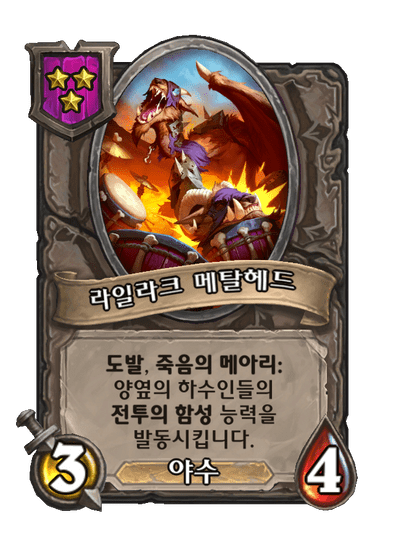 라일라크 메탈헤드
도발, 죽음의 메아리:
양옆의 하수인들의
전투의 함성 능력을
발동시킵니다.
3
야수
4